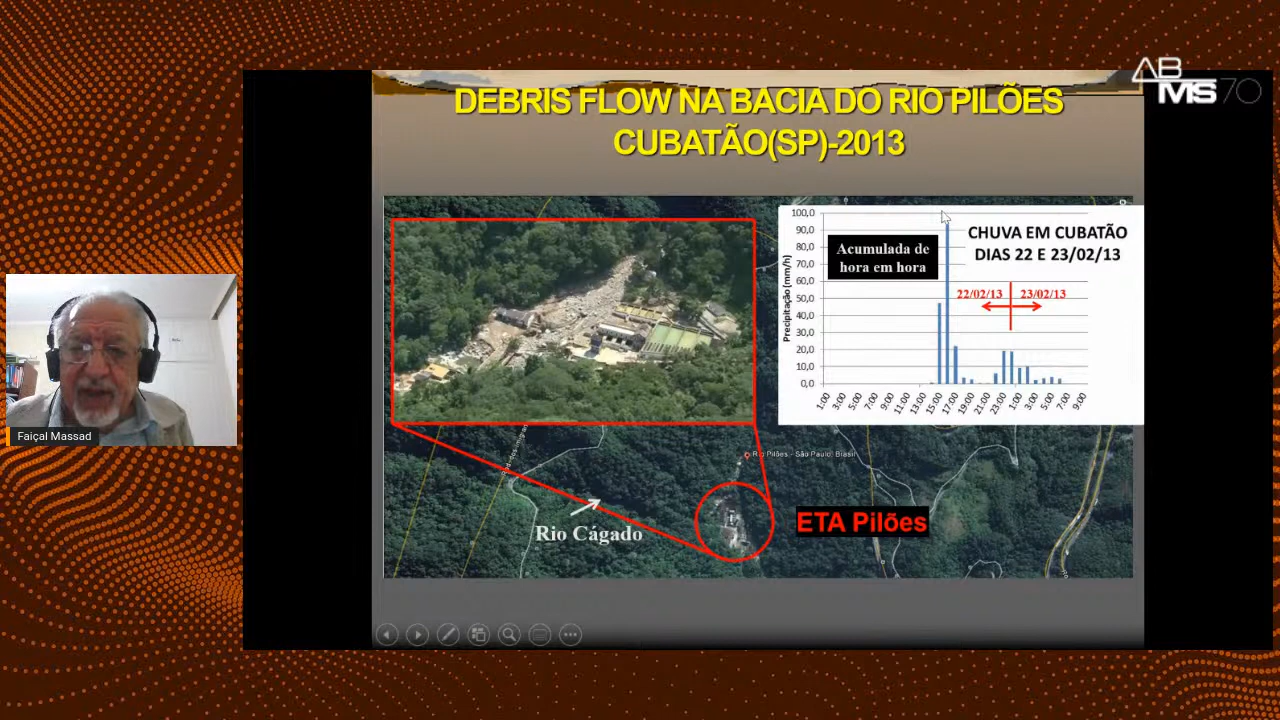 DEBRIS FLOW NA BACIA DO RIO PILÕES
CUBATÃO(SP)-2013
ABMS70
Faiçal Massad
CHUVA EM CUBATÃO
DIAS 22 E 23/02/13
Acumulada de
hora em hora
22/02/13
23/02/13
Precipitação (mm/h)
100,0
90,0
80,0
70,0
60,0
50,0
40,0
30,0
20,0
10,0
0,0
1:00
3:00
5:00
7:00
9:00
11:00
13:00
15:00
17:00
19:00
21:00
23:00
1:00
3:00
5:00
7:00
9:00
Rio Pilões - São Paulo, Brasil
Rio Cágado
ETA Pilões